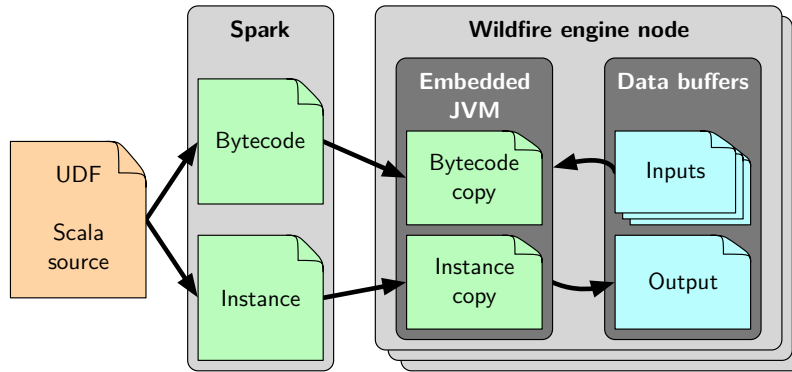 Spark
Wildfire engine node
Embedded
JVM
Data buffers
UDF
Scala
source
Bytecode
Instance
Bytecode
copy
Instance
copy
Inputs
Output